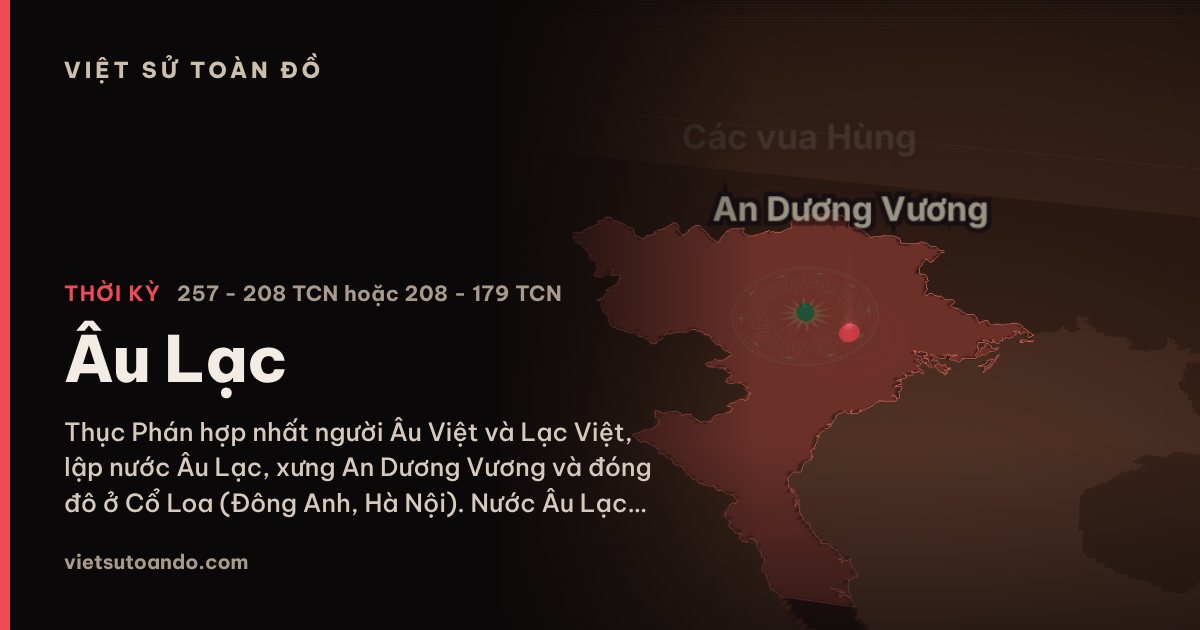 VIỆT SỬ TOÀN ĐỒ
Các vua Hùng
An Dương Vương
THỜI KỲ 257 - 208 TCN hoặc 208 - 179 TCN
Âu Lạc
Thục Phán hợp nhất người Âu Việt và Lạc Việt,
lập nước Âu Lạc, xưng An Dương Vương và đóng
đô ở Cổ Loa (Đông Anh, Hà Nội). Nước Âu Lạc...
vietsutoando.com